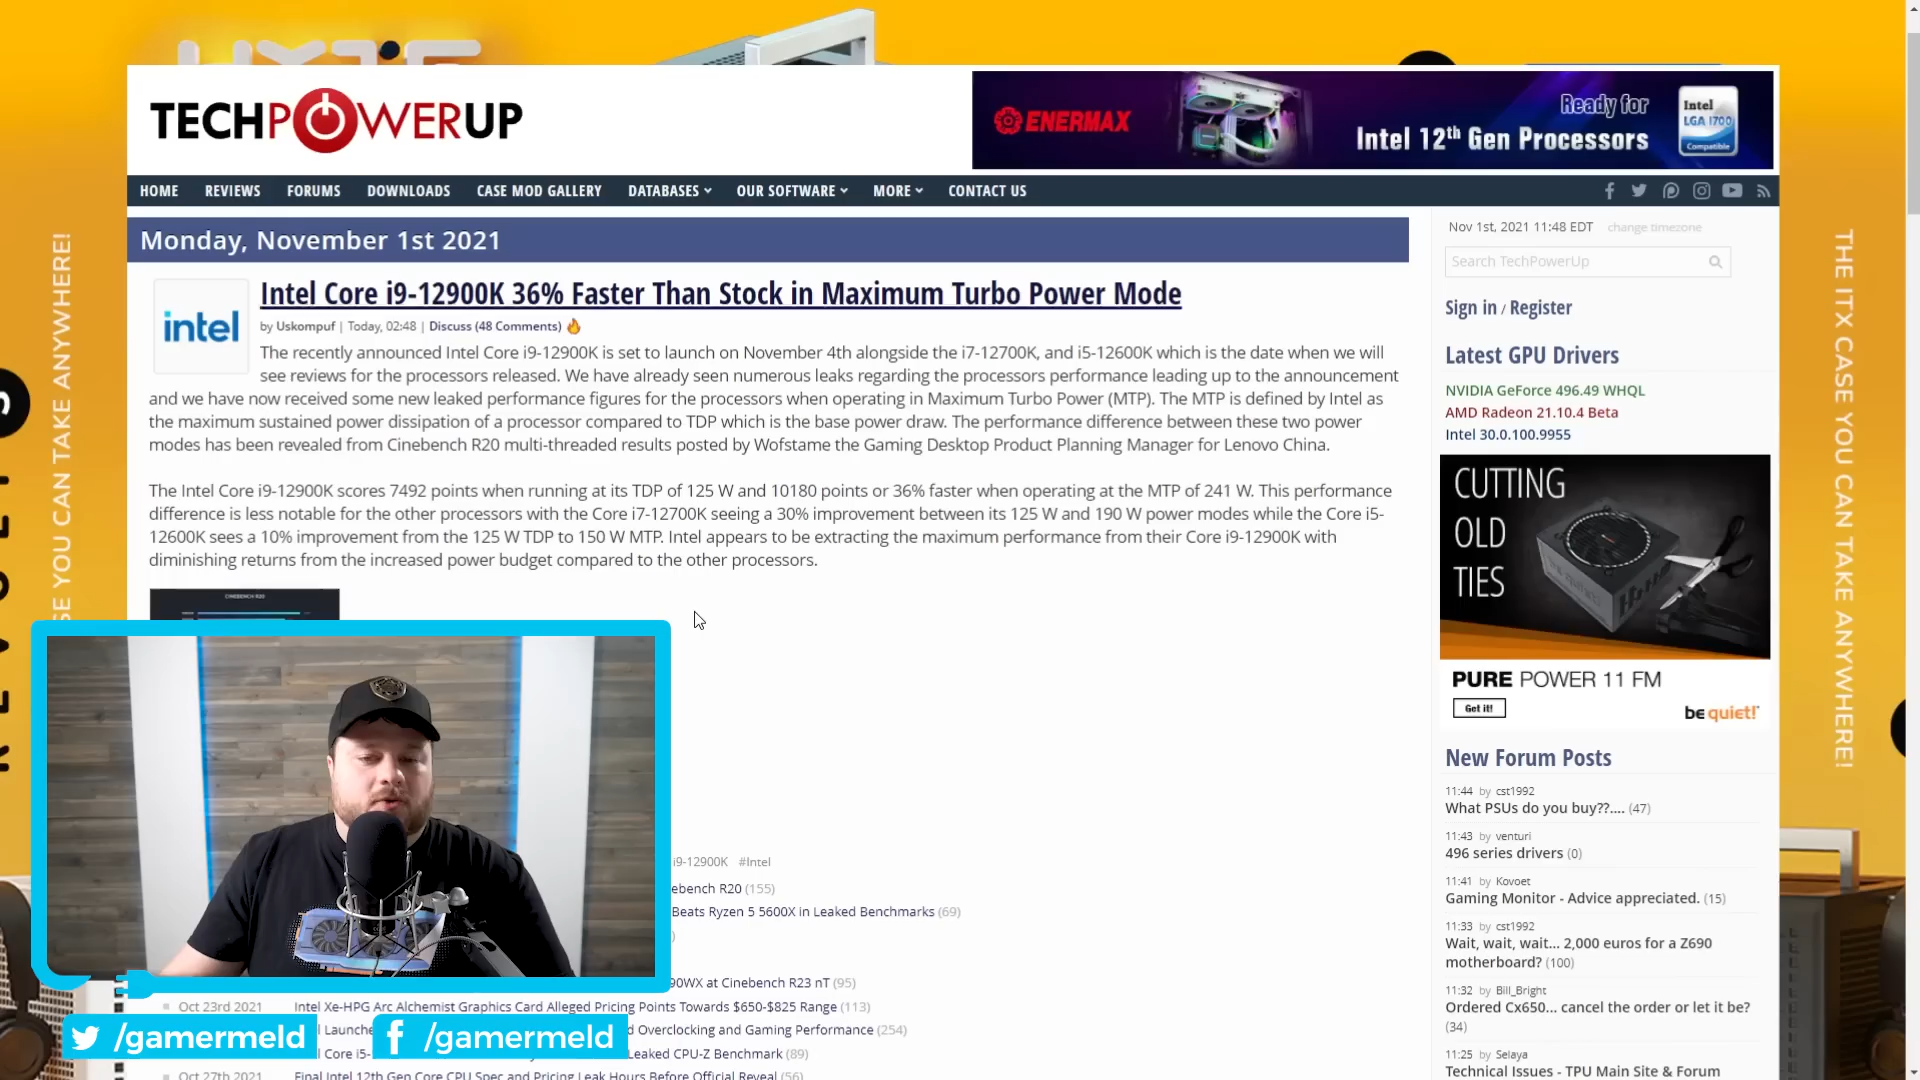 TECHPOWERUP
ENERMAX
Ready for
Intel 12th Gen Processors
Intel
LGA 1700
Compatible
HOME REVIEWS FORUMS DOWNLOADS CASE MOD GALLERY DATABASES OUR SOFTWARE MORE CONTACT US
Monday, November 1st 2021
intel
Intel Core i9-12900K 36% Faster Than Stock in Maximum Turbo Power Mode
by Uskompuf | Today, 02:48 | Discuss (48 Comments)
The recently announced Intel Core i9-12900K is set to launch on November 4th alongside the i7-12700K, and i5-12600K which is the date when we will
see reviews for the processors released. We have already seen numerous leaks regarding the processors performance leading up to the announcement
and we have now received some new leaked performance figures for the processors when operating in Maximum Turbo Power (MTP). The MTP is defined by Intel as
the maximum sustained power dissipation of a processor compared to TDP which is the base power draw. The performance difference between these two power
modes has been revealed from Cinebench R20 multi-threaded results posted by Wofstame the Gaming Desktop Product Planning Manager for Lenovo China.
The Intel Core i9-12900K scores 7492 points when running at its TDP of 125 W and 10180 points or 36% faster when operating at the MTP of 241 W. This performance
difference is less notable for the other processors with the Core i7-12700K seeing a 30% improvement between its 125 W and 190 W power modes while the Core i5-
12600K sees a 10% improvement from the 125 W TDP to 150 W MTP. Intel appears to be extracting the maximum performance from their Core i9-12900K with
diminishing returns from the increased power budget compared to the other processors.
CINEBENCH R20
i9-12900K #Intel
ebench R20 (155)
Beats Ryzen 5 5600X in Leaked Benchmarks (69)
)
90WX at Cinebench R23 nT (95)
Oct 23rd 2021 Intel Xe-HPG Arc Alchemist Graphics Card Alleged Pricing Points Towards $650-$825 Range (113)
l Launche d Overclocking and Gaming Performance (254)
l Core i5- Leaked CPU-Z Benchmark (89)
Oct 27th 2021 Final Intel 12th Gen Core CPU Spec and Pricing Leak Hours Before Official Reveal (56)
/gamermeld
/gamermeld
Nov 1st, 2021 11:48 EDT change timezone
Search TechPowerUp
Sign in / Register
Latest GPU Drivers
NVIDIA GeForce 496.49 WHQL
AMD Radeon 21.10.4 Beta
Intel 30.0.100.9955
CUTTING
OLD
TIES
PURE POWER 11 FM
Get it!
be quiet!
New Forum Posts
11:44 by cst1992
What PSUs do you buy??.... (47)
11:43 by venturi
496 series drivers (0)
11:41 by Kovoet
Gaming Monitor - Advice appreciated. (15)
11:33 by cst1992
Wait, wait, wait... 2,000 euros for a Z690
motherboard? (100)
11:32 by Bill_Bright
Ordered Cx650... cancel the order or let it be?
(34)
11:25 by Selaya
Technical Issues - TPU Main Site & Forum
SE YOU CAN TAKE ANYWHERE!
THE ITX CASE YOU CAN TAKE ANYWHERE!